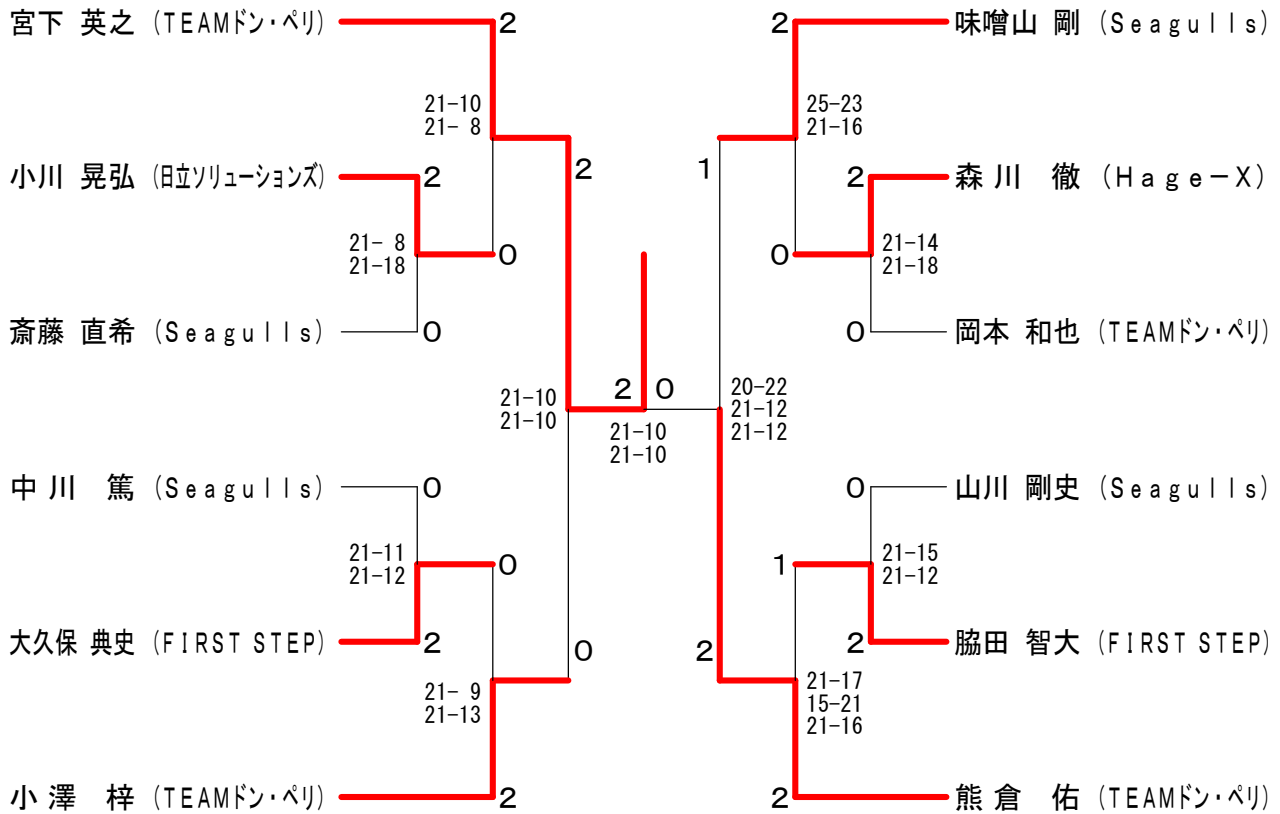 宮下 英之 (TEAMドン・ペリ) 2 2 味噌山 剛 (Seagulls)
21-10 25-23
21- 8 21-16
小川 晃弘 (日立ソリューションズ) 2 2 1 2 森川 徹 (Hage-X)
21- 8 0 0 21-14
21-18 21-18
斎藤 直希 (Seagulls) 0 0 岡本 和也 (TEAMドン・ペリ)
21-10 2 0 20-22
21-10 21-10 21-12
21-10 21-12
中川 篤 (Seagulls) 0 0 山川 剛史 (Seagulls)
21-11 0 1 21-15
21-12 21-12
大久保 典史 (FIRST STEP) 2 0 2 2 脇田 智大 (FIRST STEP)
21- 9 21-17
21-13 15-21
21-16
小澤 梓 (TEAMドン・ペリ) 2 2 熊倉 佑 (TEAMドン・ペリ)